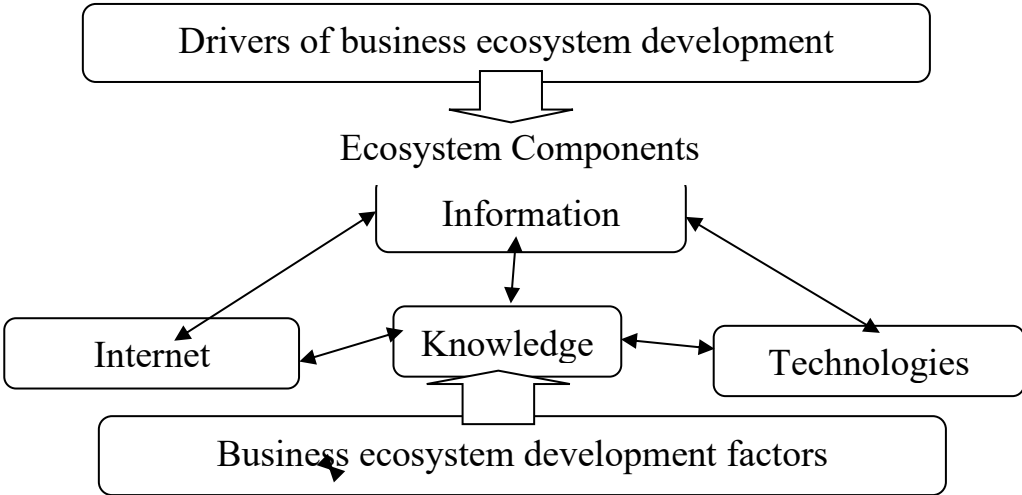 Drivers of business ecosystem development
Ecosystem Components
Information
Internet
Knowledge
Technologies
Business ecosystem development factors